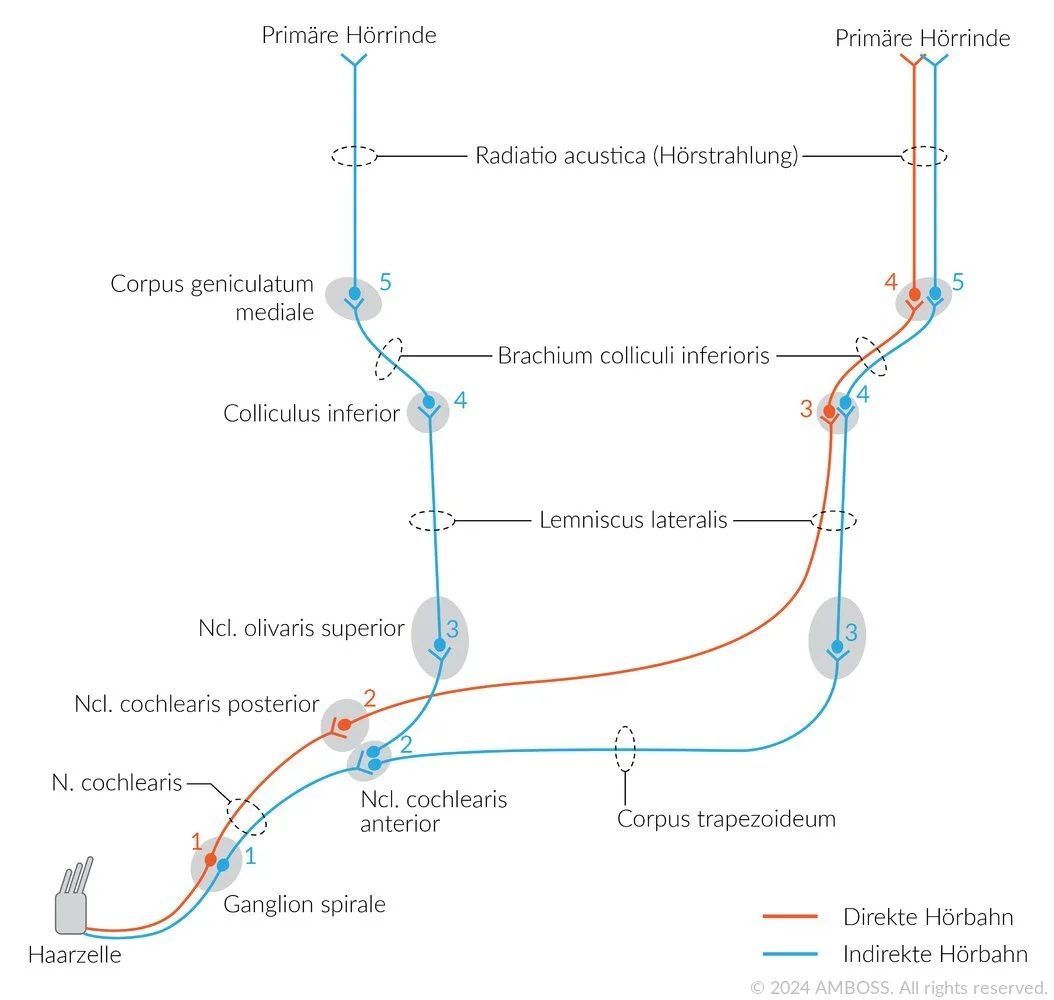 Primäre Hörrinde
Primäre Hörrinde
Radiatio acustica (Hörstrahlung)
Corpus geniculatum
mediale
5
4
5
Brachium colliculi inferioris
Colliculus inferior
4
3
4
Lemniscus lateralis
Ncl. olivaris superior
3
3
Ncl. cochlearis posterior
2
2
N. cochlearis
Ncl. cochlearis
anterior
Corpus trapezoideum
1
1
Ganglion spirale
Haarzelle
Direkte Hörbahn
Indirekte Hörbahn
© 2024 AMBOSS. All rights reserved.